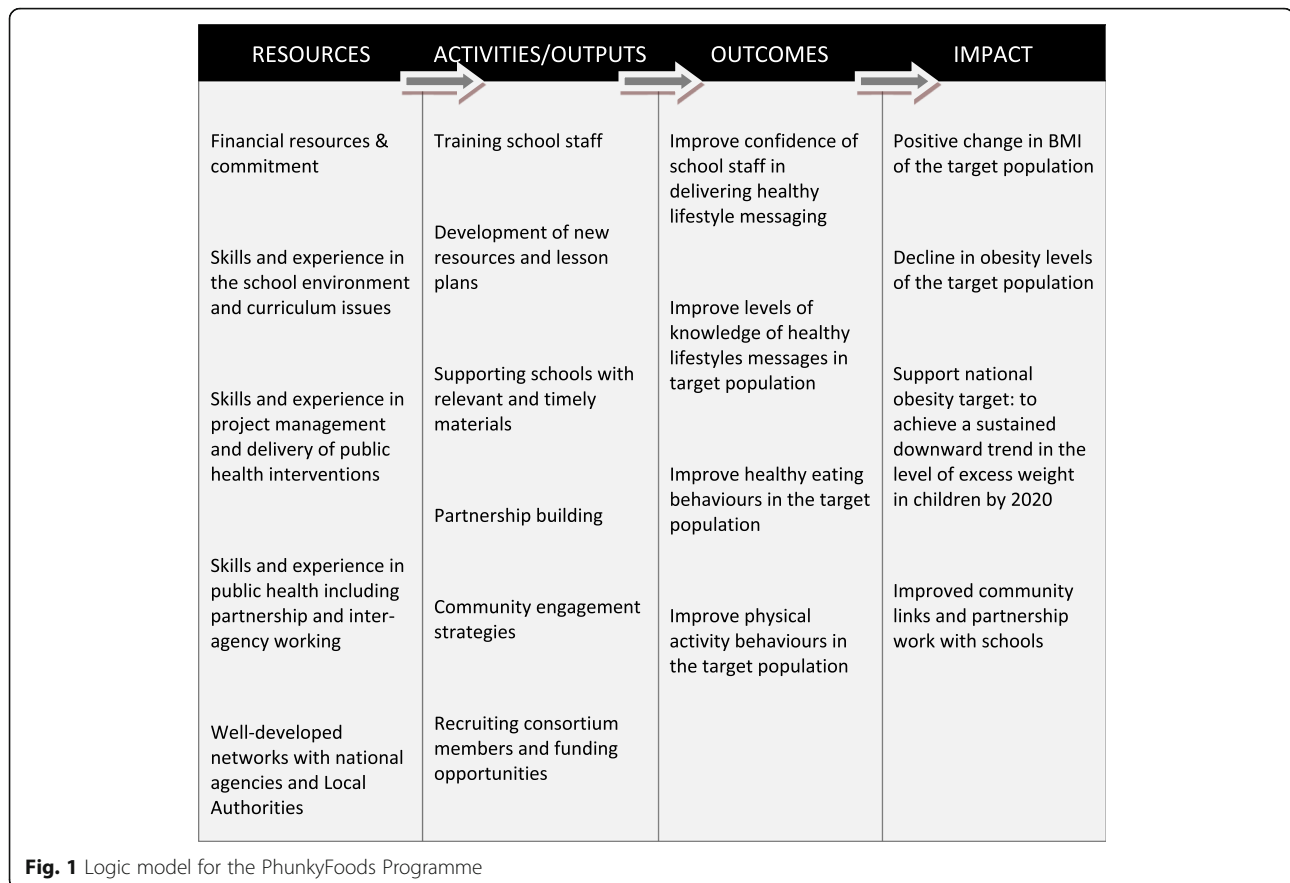 RESOURCES
ACTIVITIES/OUTPUTS
OUTCOMES
IMPACT
Financial resources &
commitment
Skills and experience in
the school environment
and curriculum issues
Skills and experience in
project management
and delivery of public
health interventions
Skills and experience in
public health including
partnership and inter-
agency working
Well-developed
networks with national
agencies and Local
Authorities
Training school staff
Development of new
resources and lesson
plans
Supporting schools with
relevant and timely
materials
Partnership building
Community engagement
strategies
Recruiting consortium
members and funding
opportunities
Improve confidence of
school staff in
delivering healthy
lifestyle messaging
Improve levels of
knowledge of healthy
lifestyles messages in
target population
Improve healthy eating
behaviours in the target
population
Improve physical
activity behaviours in
the target population
Positive change in BMI
of the target population
Decline in obesity levels
of the target population
Support national
obesity target: to
achieve a sustained
downward trend in the
level of excess weight
in children by 2020
Improved community
links and partnership
work with schools
Fig. 1 Logic model for the PhunkyFoods Programme